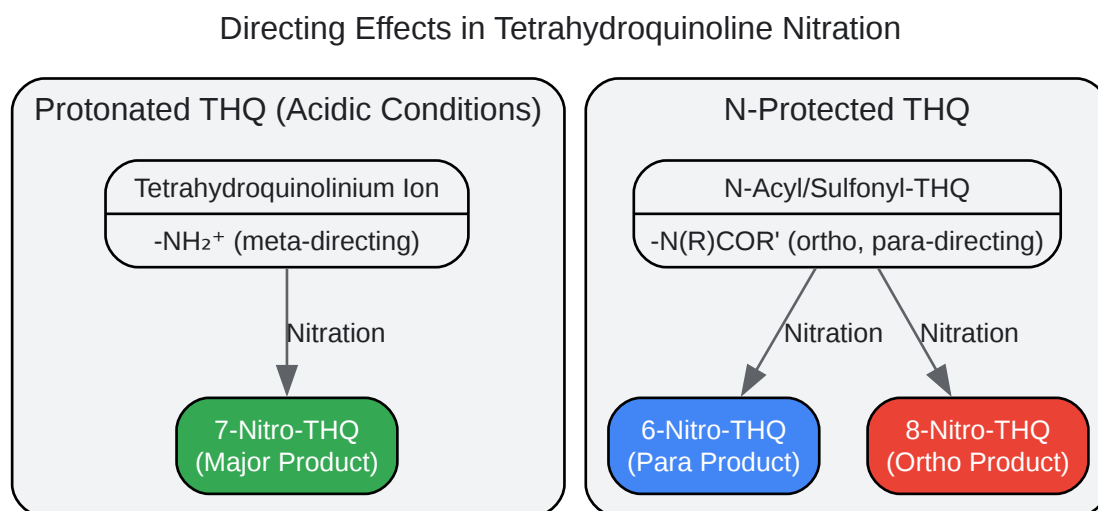 Directing Effects in Tetrahydroquinoline Nitration
Protonated THQ (Acidic Conditions)
Tetrahydroquinolinium Ion
-NH₂⁺ (meta-directing)
Nitration
7-Nitro-THQ
(Major Product)
N-Protected THQ
N-Acyl/Sulfonyl-THQ
-N(R)COR' (ortho, para-directing)
Nitration
Nitration
6-Nitro-THQ
(Para Product)
8-Nitro-THQ
(Ortho Product)